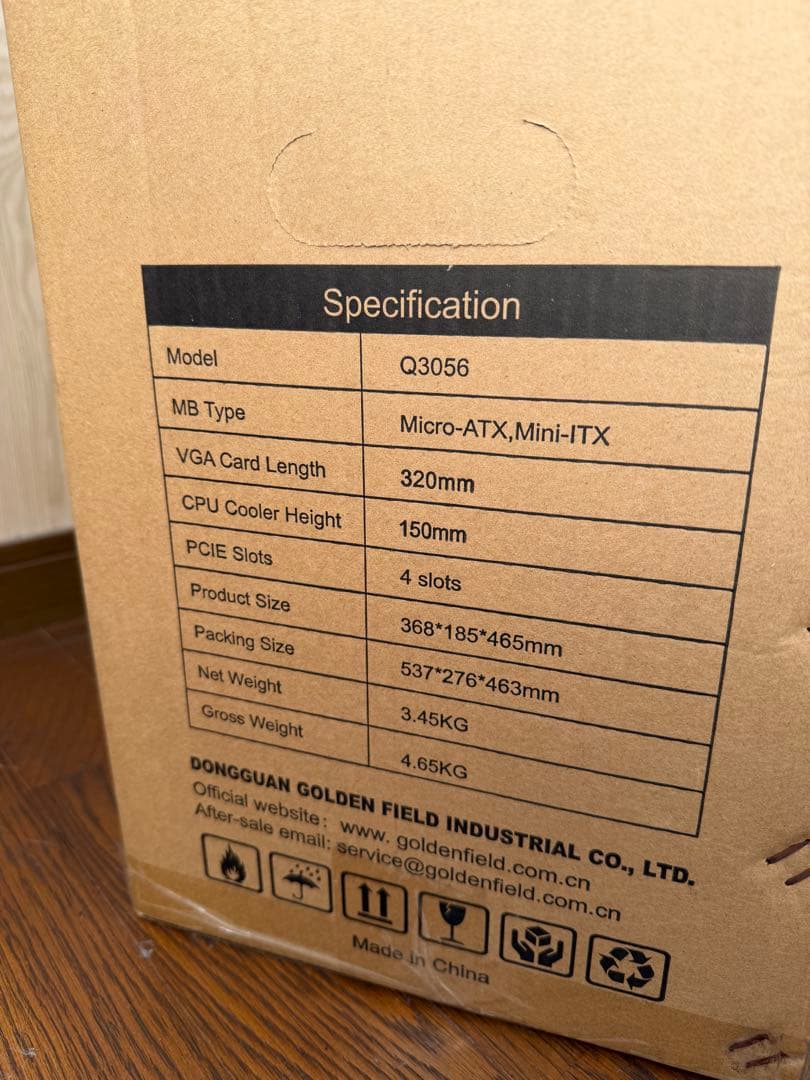 Specification
Model Q3056
MB Type Micro-ATX,Mini-ITX
VGA Card Length 320mm
CPU Cooler Height 150mm
PCIE Slots 4 slots
Product Size 368*185*465mm
Packing Size 537*276*463mm
Net Weight 3.45KG
Gross Weight 4.65KG
DONGGUAN GOLDEN FIELD INDUSTRIAL CO., LTD.
Official website: www. goldenfield.com.cn
After-sale email: service@goldenfield.com.cn
Made in China